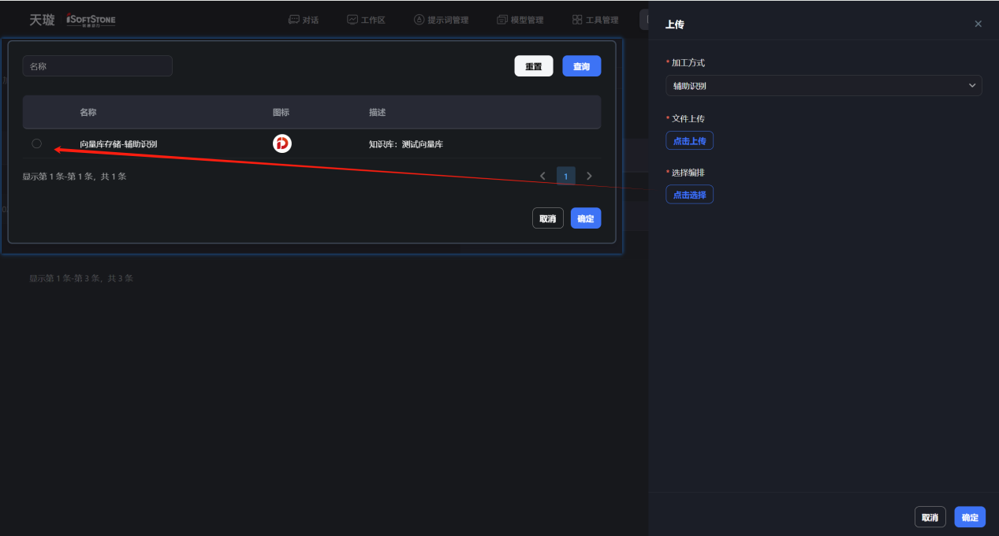 天璇 iSOFTSTONE
对话 工作区 提示词管理 模型管理 工具管理
名称
重置 查询
名称 图标 描述
向量库存储-辅助识别 知识库：测试向量库
显示第 1 条-第 1 条，共 1 条
1
取消 确定
显示第 1 条-第 3 条，共 3 条
上传
* 加工方式
辅助识别
* 文件上传
点击上传
* 选择编排
点击选择
取消 确定